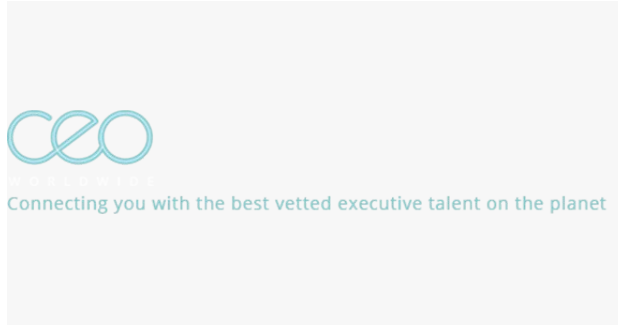 ceo
WORLDWIDE
Connecting you with the best vetted executive talent on the planet